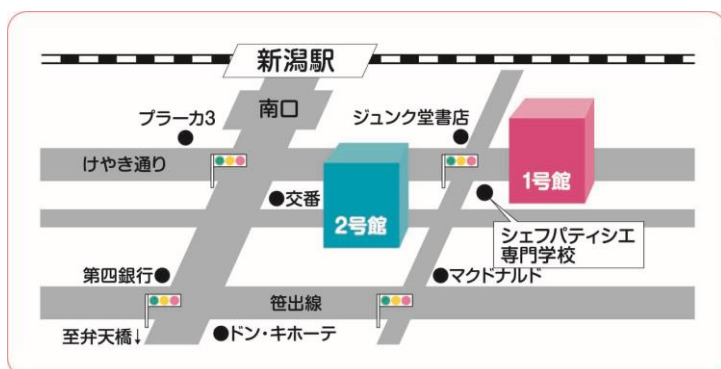 新潟駅
南口
プラーカ3
ジュンク堂書店
けやき通り
1号館
交番
2号館
シェフパティシエ
専門学校
第四銀行
マクドナルド
笹出線
至弁天橋↓
ドン・キホーテ